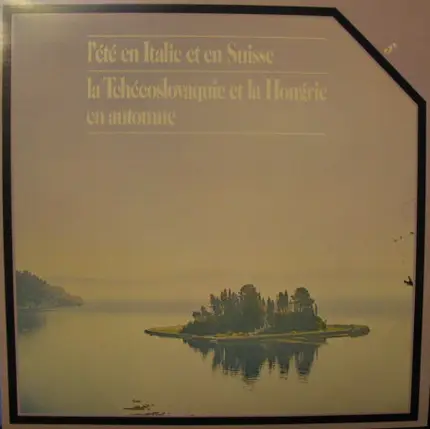 l'été en Italie et en Suisse
la Tchécoslovaquie et la Hongrie
en automne